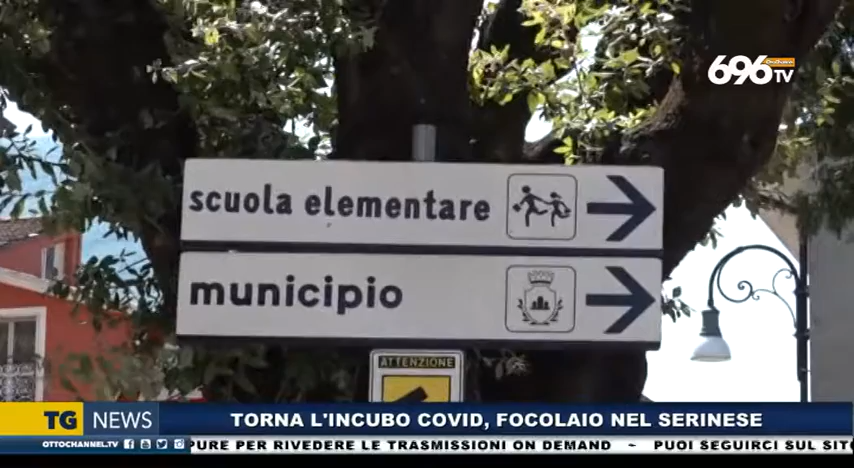 696 TV
scuola elementare
municipio
ATTENZIONE
TG NEWS
TORNA L'INCUBO COVID, FOCOLAIO NEL SERINESE
OTTOCHANNEL.TV
PURE PER RIVEDERE LE TRASMISSIONI ON DEMAND ~ PUOI SEGUIRCI SUL SITO